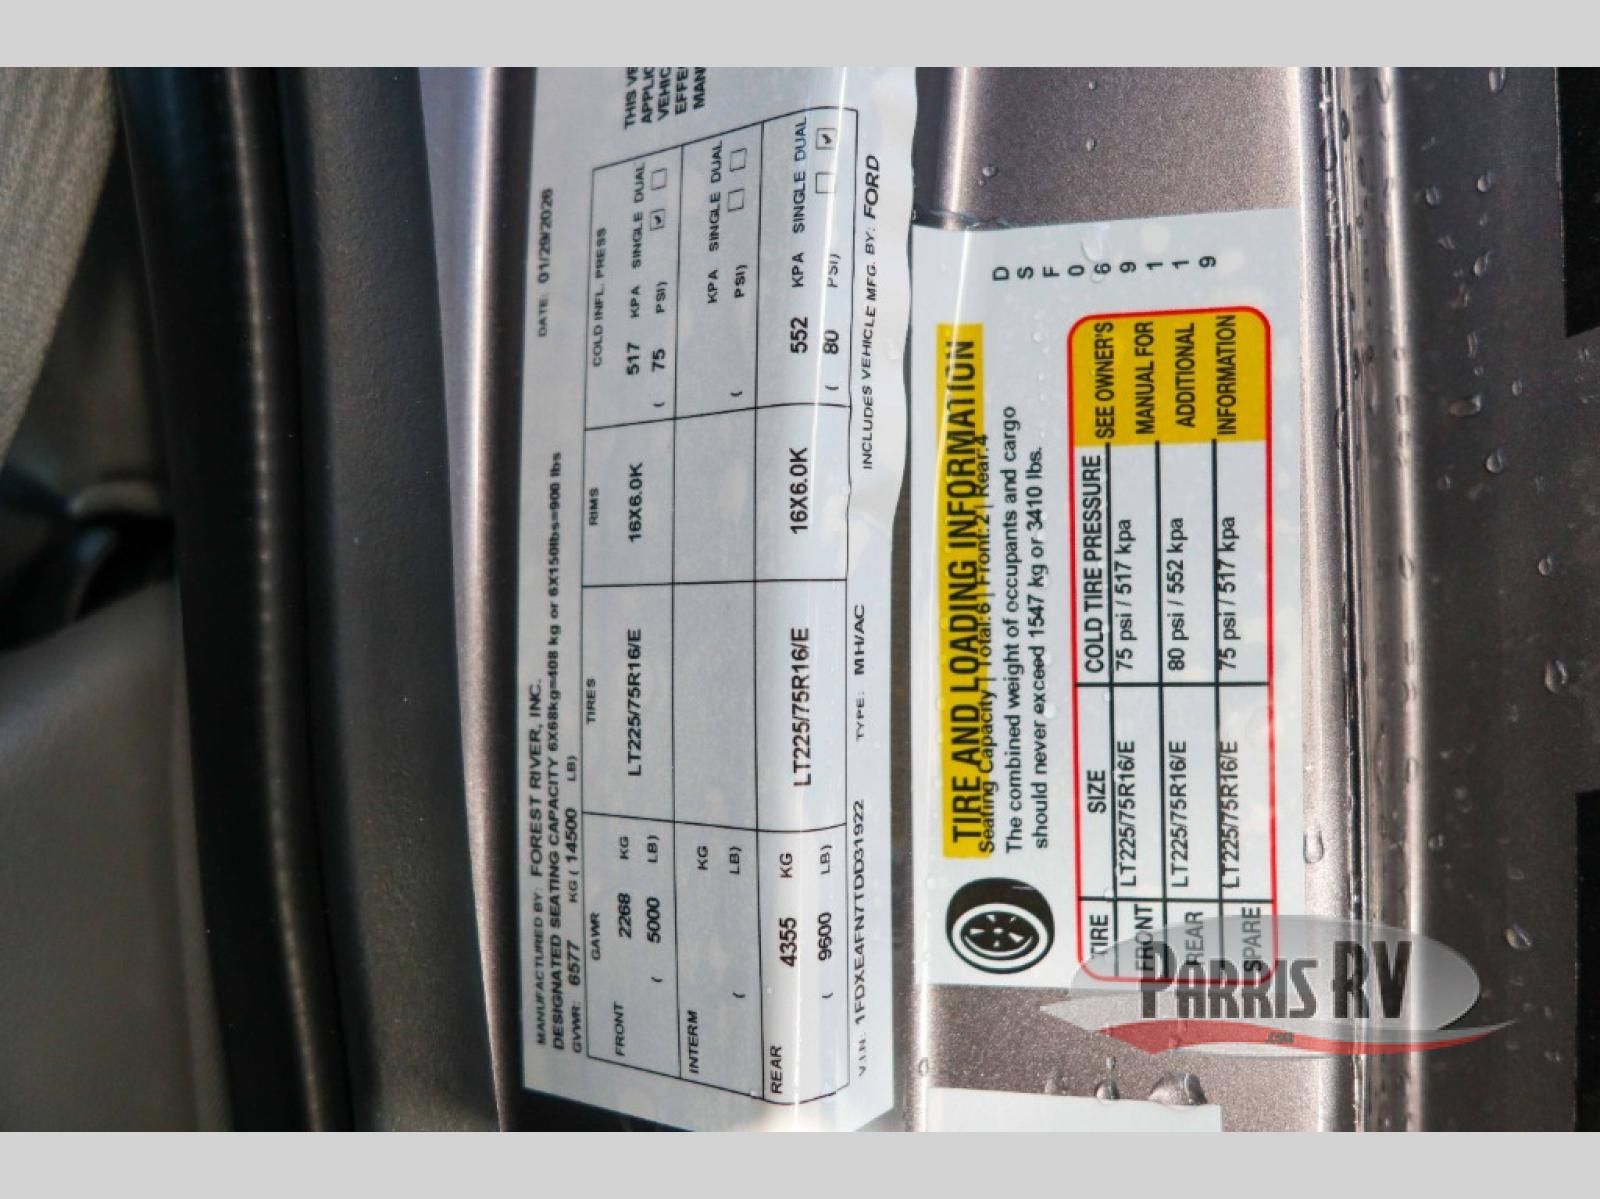 MANUFACTURED BY: FOREST RIVER, INC. DATE: 01/29/2026
DESIGNATED SEATING CAPACITY 6X68kg=408 kg or 6X150lbs=900 lbs
GVWR: 6577 KG ( 14500 LB)
GAWR TIRES RIMS COLD INFL. PRESS
FRONT 2268 KG LT225/75R16/E 16X6.0K 517 KPA SINGLE DUAL
( 5000 LB) ( 75 PSI)
INTERM KG KPA SINGLE DUAL
( LB) ( PSI)
REAR 4355 KG LT225/75R16/E 16X6.0K 552 KPA SINGLE DUAL
( 9600 LB) ( 80 PSI)
V.I.N.: 1FDXE4FN7TDD31922 TYPE: MH/AC INCLUDES VEHICLE MFG. BY: FORD
THIS VE
APPLIC
VEHIC
EFFE
MAN
TIRE AND LOADING INFORMATION
Seating Capacity | Total:6 | Front:2 | Rear:4
The combined weight of occupants and cargo
should never exceed 1547 kg or 3410 lbs.
TIRE SIZE COLD TIRE PRESSURE SEE OWNER'S
FRONT LT225/75R16/E 75 psi / 517 kpa MANUAL FOR
REAR LT225/75R16/E 80 psi / 552 kpa ADDITIONAL
SPARE LT225/75R16/E 75 psi / 517 kpa INFORMATION
D
S
F
0
6
9
1
1
9
PARRIS RV
.COM